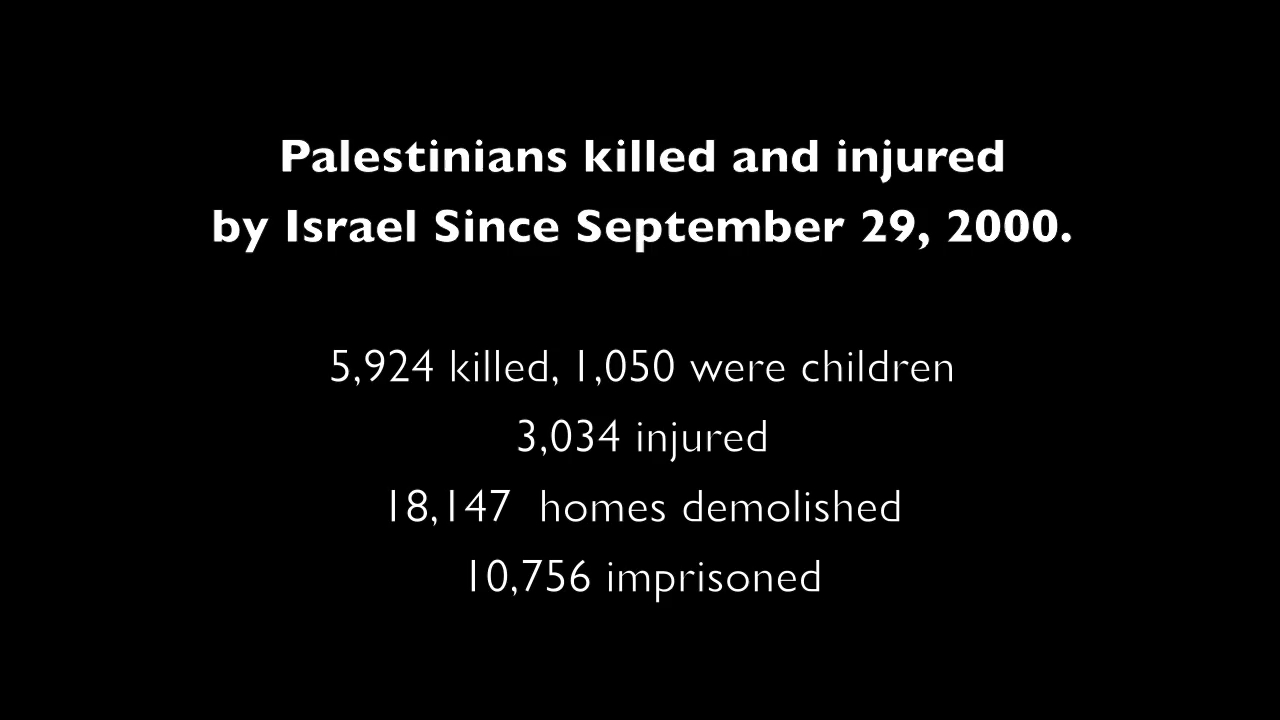 Palestinians killed and injured
by Israel Since September 29, 2000.
5,924 killed, 1,050 were children
3,034 injured
18,147  homes demolished
10,756 imprisoned